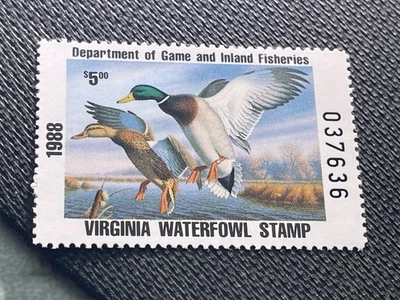 Department of Game and Inland Fisheries
$5.00
1988
037636
VIRGINIA WATERFOWL STAMP